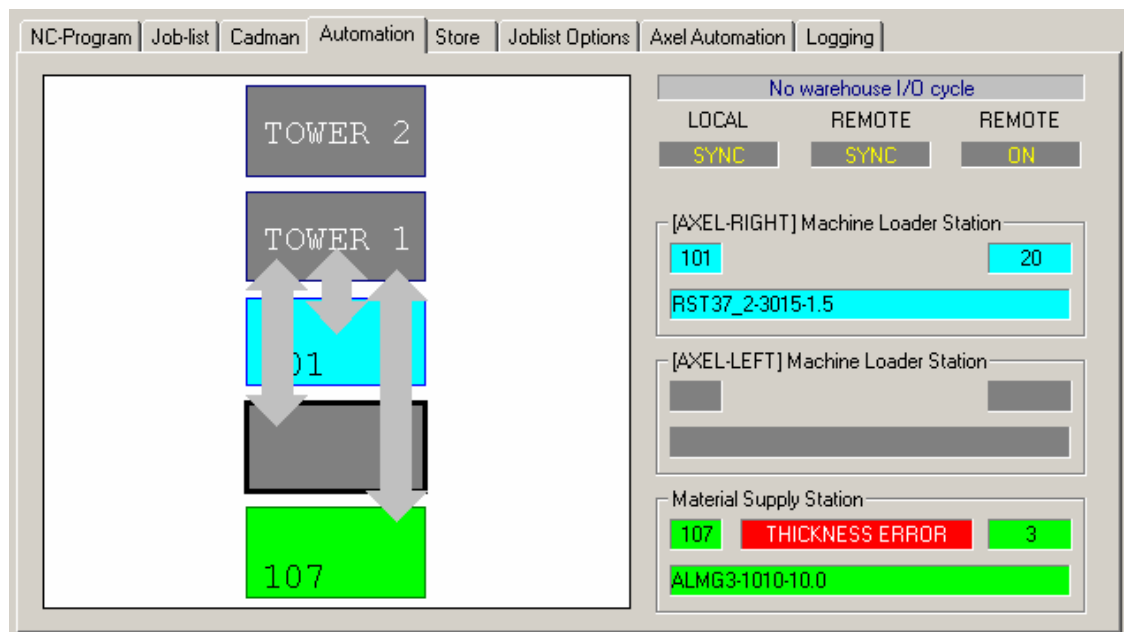 NC-Program Job-list Cadman Automation Store Joblist Options Axel Automation Logging
TOWER 2
TOWER 1
01
107
No warehouse I/O cycle
LOCAL REMOTE REMOTE
SYNC SYNC ON
[AXEL-RIGHT] Machine Loader Station
101 20
RST37_2-3015-1.5
[AXEL-LEFT] Machine Loader Station
Material Supply Station
107 THICKNESS ERROR 3
ALMG3-1010-10.0